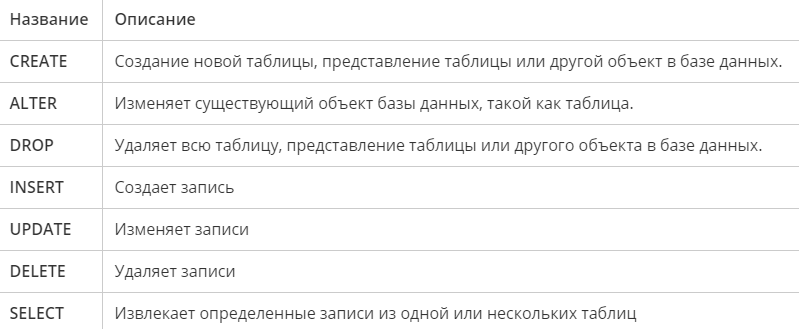 Название Описание
CREATE Создание новой таблицы, представление таблицы или другой объект в базе данных.
ALTER Изменяет существующий объект базы данных, такой как таблица.
DROP Удаляет всю таблицу, представление таблицы или другого объекта в базе данных.
INSERT Создает запись
UPDATE Изменяет записи
DELETE Удаляет записи
SELECT Извлекает определенные записи из одной или нескольких таблиц